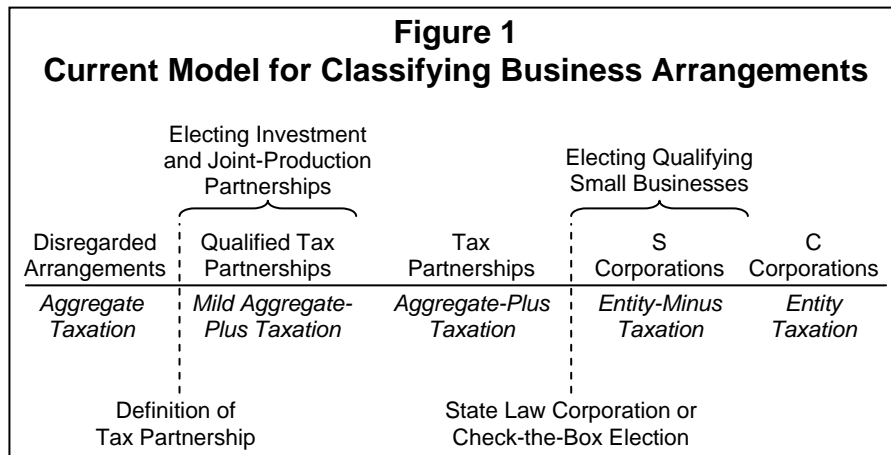 Figure 1
Current Model for Classifying Business Arrangements
Electing Investment
and Joint-Production
Partnerships
Electing Qualifying
Small Businesses
Disregarded
Arrangements
Qualified Tax
Partnerships
Tax
Partnerships
S
Corporations
C
Corporations
Aggregate
Taxation
Mild Aggregate-
Plus Taxation
Aggregate-Plus
Taxation
Entity-Minus
Taxation
Entity
Taxation
Definition of
Tax Partnership
State Law Corporation or
Check-the-Box Election